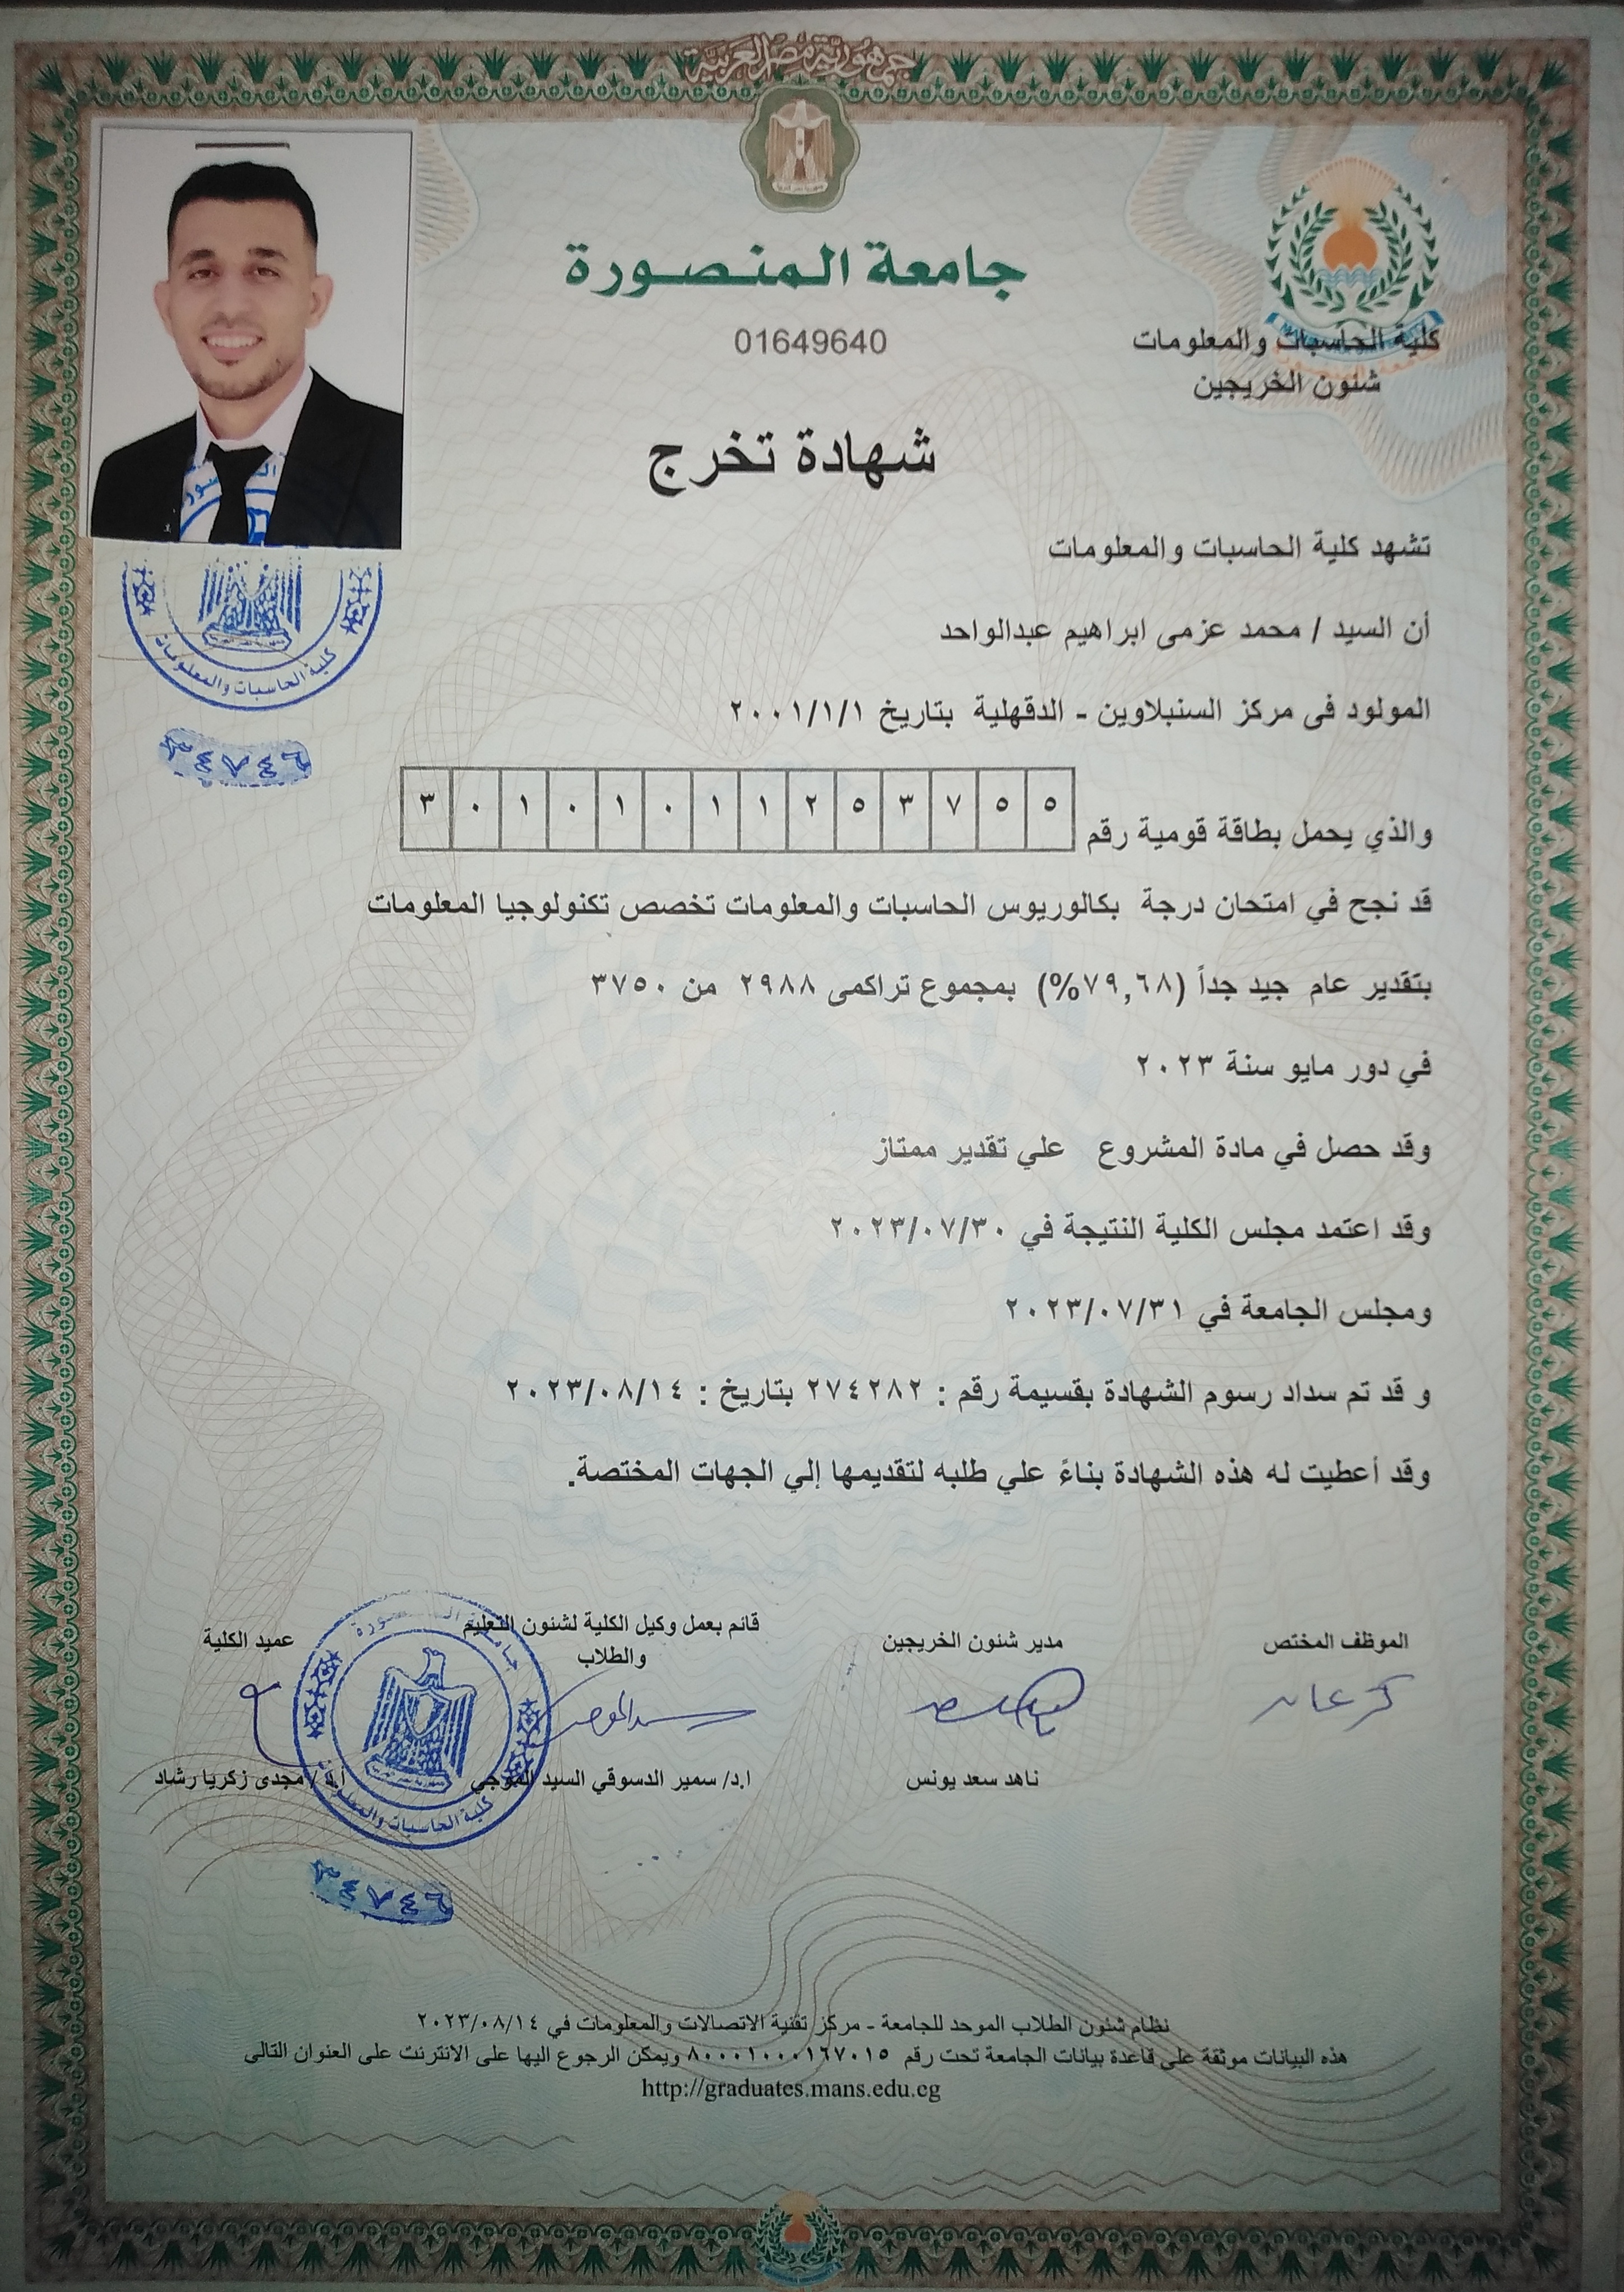 جمهورية مصر العربية
جامعة المنصورة
01649640
كلية الحاسبات والمعلومات
شئون الخريجين
شهادة تخرج
تشهد كلية الحاسبات والمعلومات
أن السيد / محمد عزمى ابراهيم عبدالواحد
المولود فى مركز السنبلاوين - الدقهلية بتاريخ ٢٠٠١/١/١
والذي يحمل بطاقة قومية رقم ٣ ٠ ١ ٠ ١ ٠ ١ ١ ٢ ٥ ٣ ٧ ٥ ٥
قد نجح في امتحان درجة بكالوريوس الحاسبات والمعلومات تخصص تكنولوجيا المعلومات
بتقدير عام جيد جداً (٧٩,٦٨%) بمجموع تراكمى ٢٩٨٨ من ٣٧٥٠
في دور مايو سنة ٢٠٢٣
وقد حصل في مادة المشروع علي تقدير ممتاز
وقد اعتمد مجلس الكلية النتيجة في ٢٠٢٣/٠٧/٣٠
ومجلس الجامعة في ٢٠٢٣/٠٧/٣١
و قد تم سداد رسوم الشهادة بقسيمة رقم : ٢٧٤٢٨٢ بتاريخ : ٢٠٢٣/٠٨/١٤
وقد أعطيت له هذه الشهادة بناءً علي طلبه لتقديمها إلي الجهات المختصة.
كلية الحاسبات والمعلومات
٣٤٧٤٦
الموظف المختص
مدير شئون الخريجين
قائم بعمل وكيل الكلية لشئون التعليم
والطلاب
عميد الكلية
ناهد سعد يونس
ا.د/ سمير الدسوقي السيد الموجي
أ.د / مجدى زكريا رشاد
كلية الحاسبات والمعلومات
٣٤٧٤٦
نظام شئون الطلاب الموحد للجامعة - مركز تقنية الاتصالات والمعلومات في ٢٠٢٣/٠٨/١٤
هذه البيانات موثقة على قاعدة بيانات الجامعة تحت رقم ٨٠٠٠١٠٠٠١٦٧٠١٥ ويمكن الرجوع اليها على الانترنت على العنوان التالى
http://graduates.mans.edu.eg